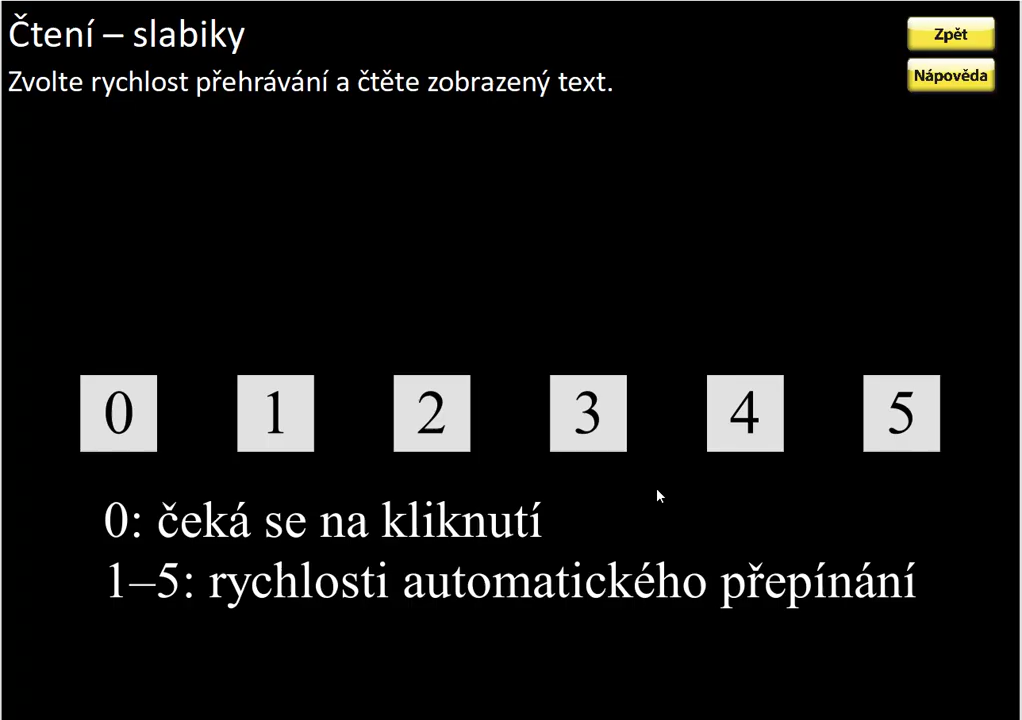 Čtení – slabiky
Zpět
Zvolte rychlost přehrávání a čtěte zobrazený text.
Nápověda
0 1 2 3 4 5
0: čeká se na kliknutí
1–5: rychlosti automatického přepínání